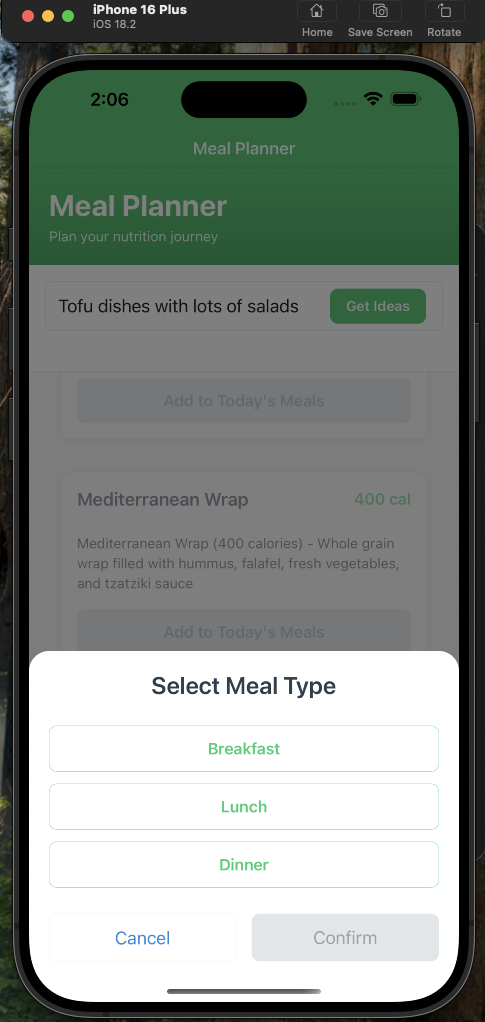 iPhone 16 Plus
iOS 18.2
Home
Save Screen
Rotate
2:06
Meal Planner
Meal Planner
Plan your nutrition journey
Tofu dishes with lots of salads
Get Ideas
Add to Today's Meals
Mediterranean Wrap
400 cal
Mediterranean Wrap (400 calories) - Whole grain
wrap filled with hummus, falafel, fresh vegetables,
and tzatziki sauce
Add to Today's Meals
Select Meal Type
Breakfast
Lunch
Dinner
Cancel
Confirm